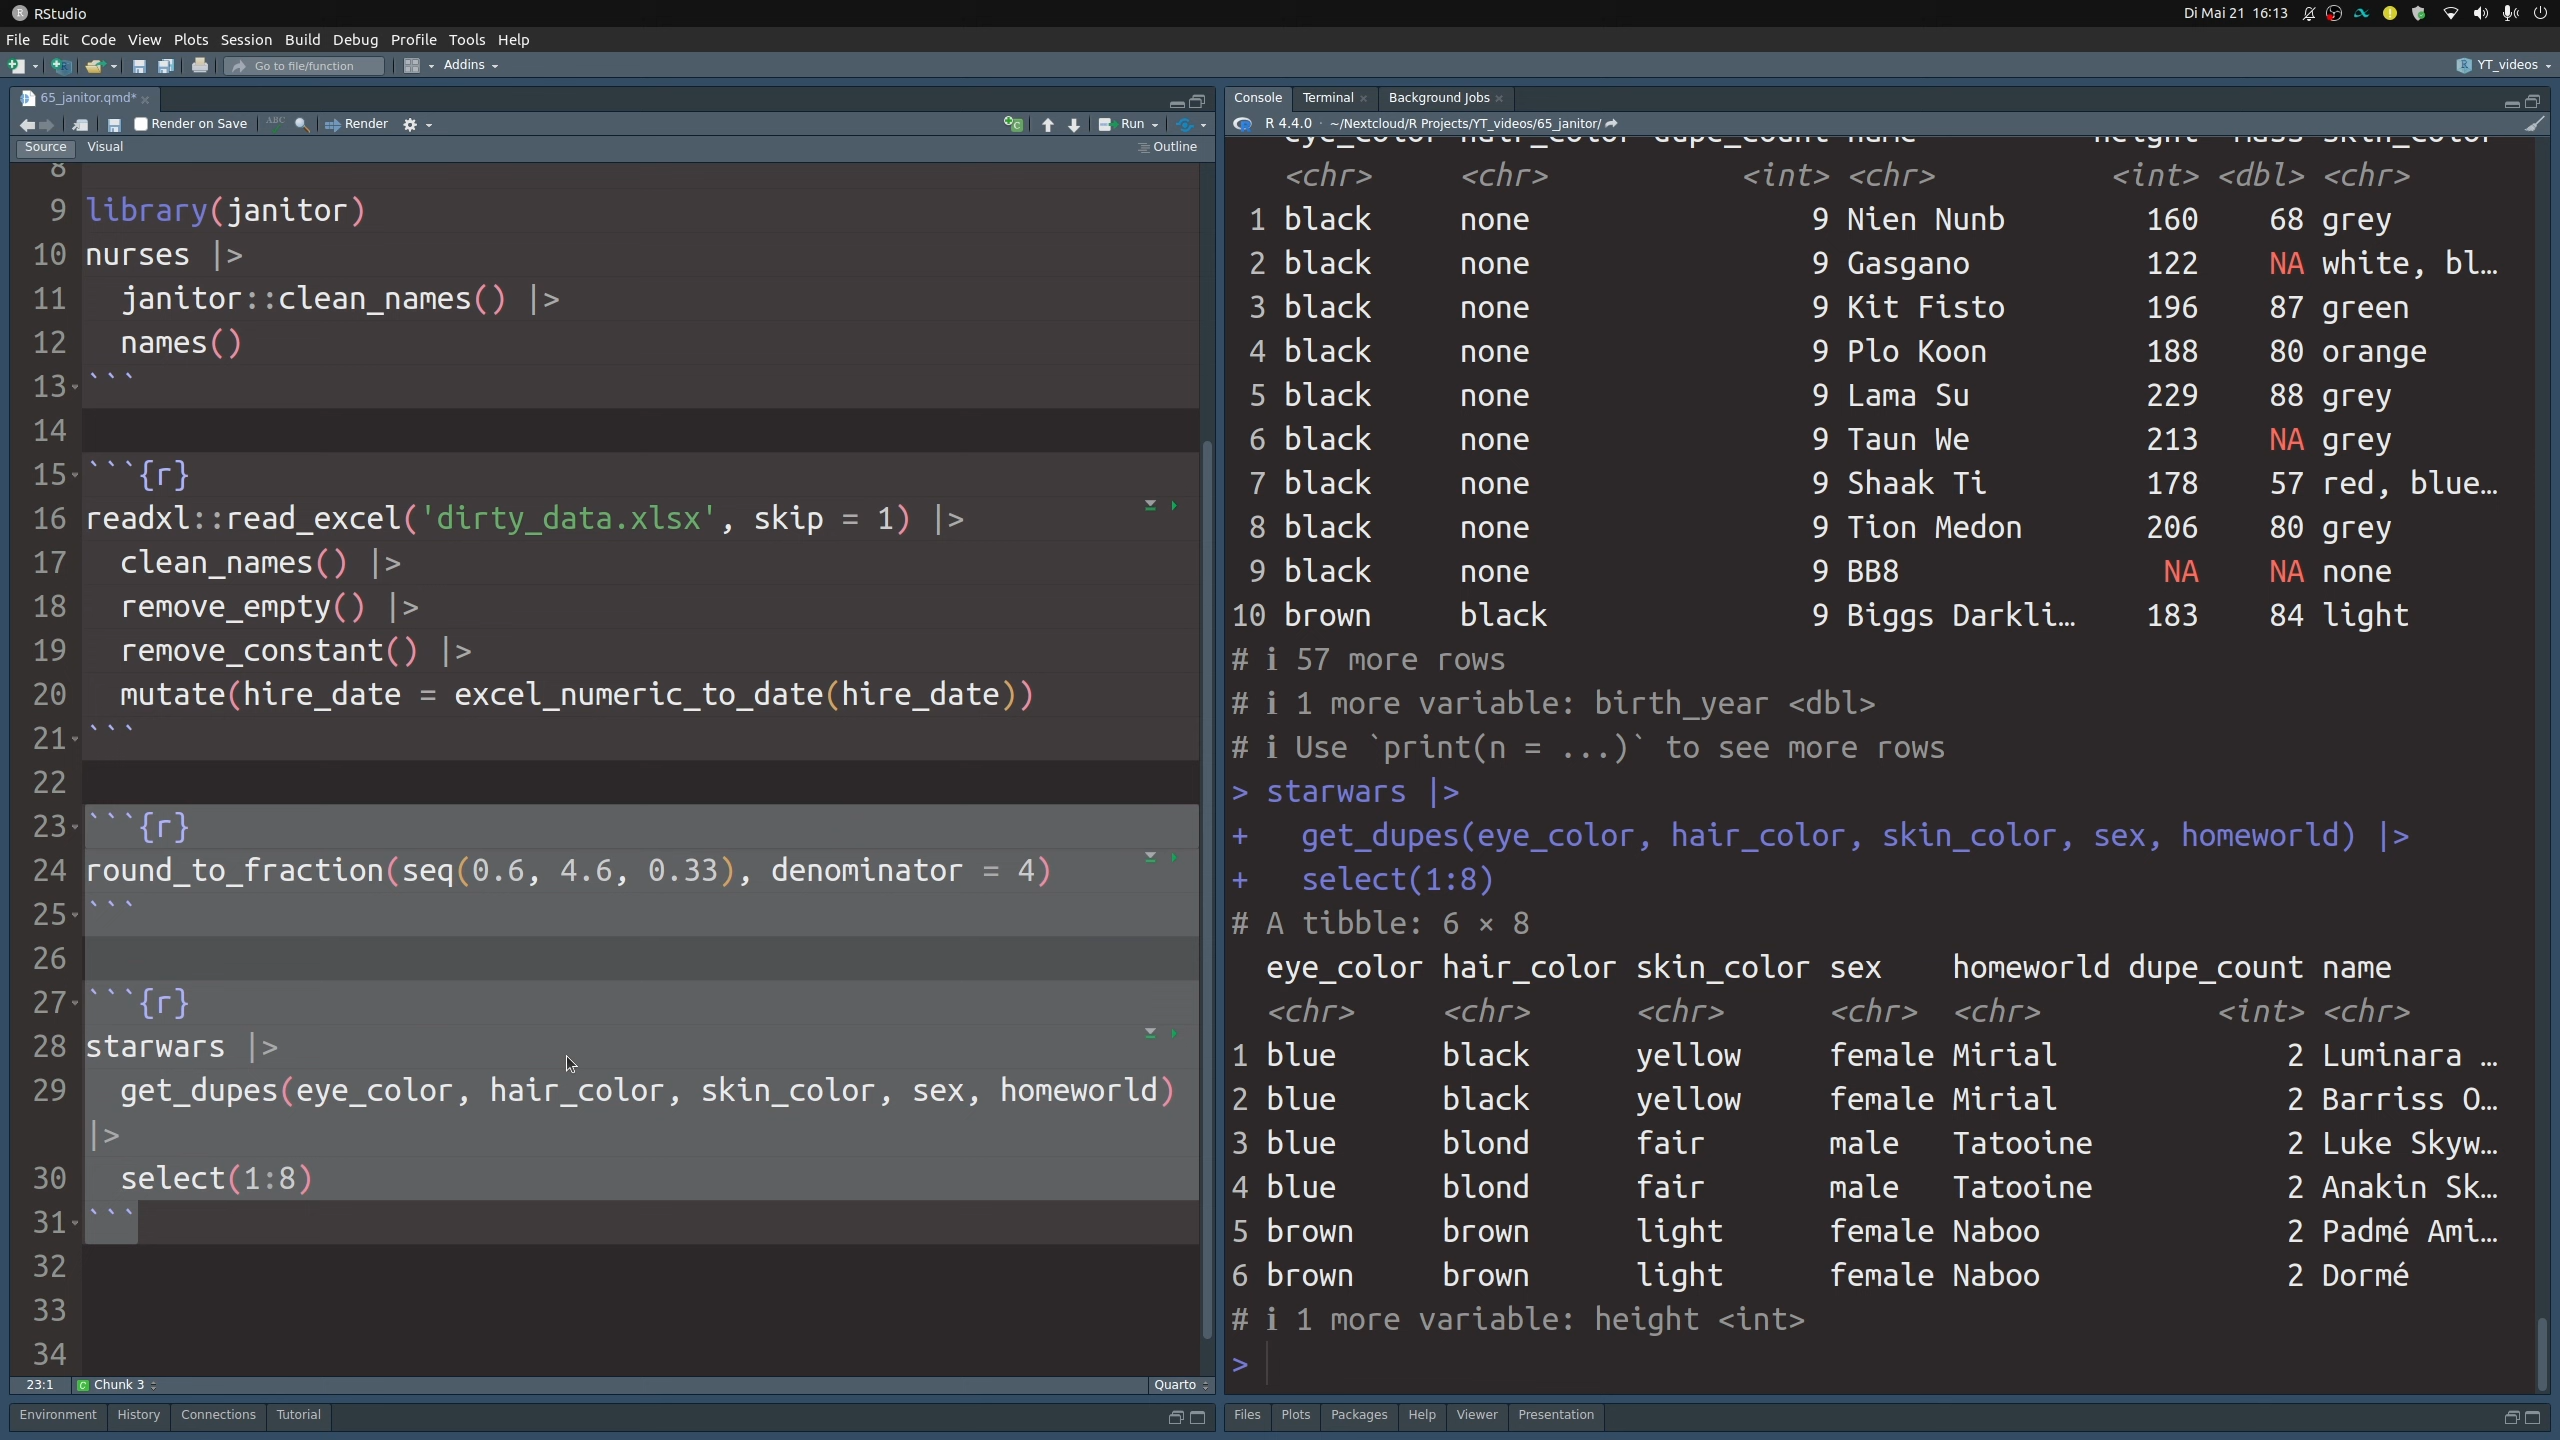 RStudio
Di Mai 21 16:13
File Edit Code View Plots Session Build Debug Profile Tools Help
Go to file/function Addins YT_videos
65_janitor.qmd*
Render on Save Render Run
Source Visual Outline
8
9 library(janitor)
10 nurses |>
11 janitor::clean_names() |>
12 names()
13 ```
14
15 ```{r}
16 readxl::read_excel('dirty_data.xlsx', skip = 1) |>
17 clean_names() |>
18 remove_empty() |>
19 remove_constant() |>
20 mutate(hire_date = excel_numeric_to_date(hire_date))
21 ```
22
23 ```{r}
24 round_to_fraction(seq(0.6, 4.6, 0.33), denominator = 4)
25 ```
26
27 ```{r}
28 starwars |>
29 get_dupes(eye_color, hair_color, skin_color, sex, homeworld)
|>
30 select(1:8)
31 ```
32
33
34
23:1 Chunk 3 Quarto
Environment History Connections Tutorial
Console Terminal Background Jobs
R 4.4.0 · ~/Nextcloud/R Projects/YT_videos/65_janitor/
eye_color hair_color dupe_count name height mass skin_color
<chr> <chr> <int> <chr> <int> <dbl> <chr>
1 black none 9 Nien Nunb 160 68 grey
2 black none 9 Gasgano 122 NA white, bl…
3 black none 9 Kit Fisto 196 87 green
4 black none 9 Plo Koon 188 80 orange
5 black none 9 Lama Su 229 88 grey
6 black none 9 Taun We 213 NA grey
7 black none 9 Shaak Ti 178 57 red, blue…
8 black none 9 Tion Medon 206 80 grey
9 black none 9 BB8 NA NA none
10 brown black 9 Biggs Darkli… 183 84 light
# ℹ 57 more rows
# ℹ 1 more variable: birth_year <dbl>
# ℹ Use `print(n = ...)` to see more rows
> starwars |>
+ get_dupes(eye_color, hair_color, skin_color, sex, homeworld) |>
+ select(1:8)
# A tibble: 6 × 8
eye_color hair_color skin_color sex homeworld dupe_count name
<chr> <chr> <chr> <chr> <chr> <int> <chr>
1 blue black yellow female Mirial 2 Luminara …
2 blue black yellow female Mirial 2 Barriss O…
3 blue blond fair male Tatooine 2 Luke Skyw…
4 blue blond fair male Tatooine 2 Anakin Sk…
5 brown brown light female Naboo 2 Padmé Ami…
6 brown brown light female Naboo 2 Dormé
# ℹ 1 more variable: height <int>
>
Files Plots Packages Help Viewer Presentation